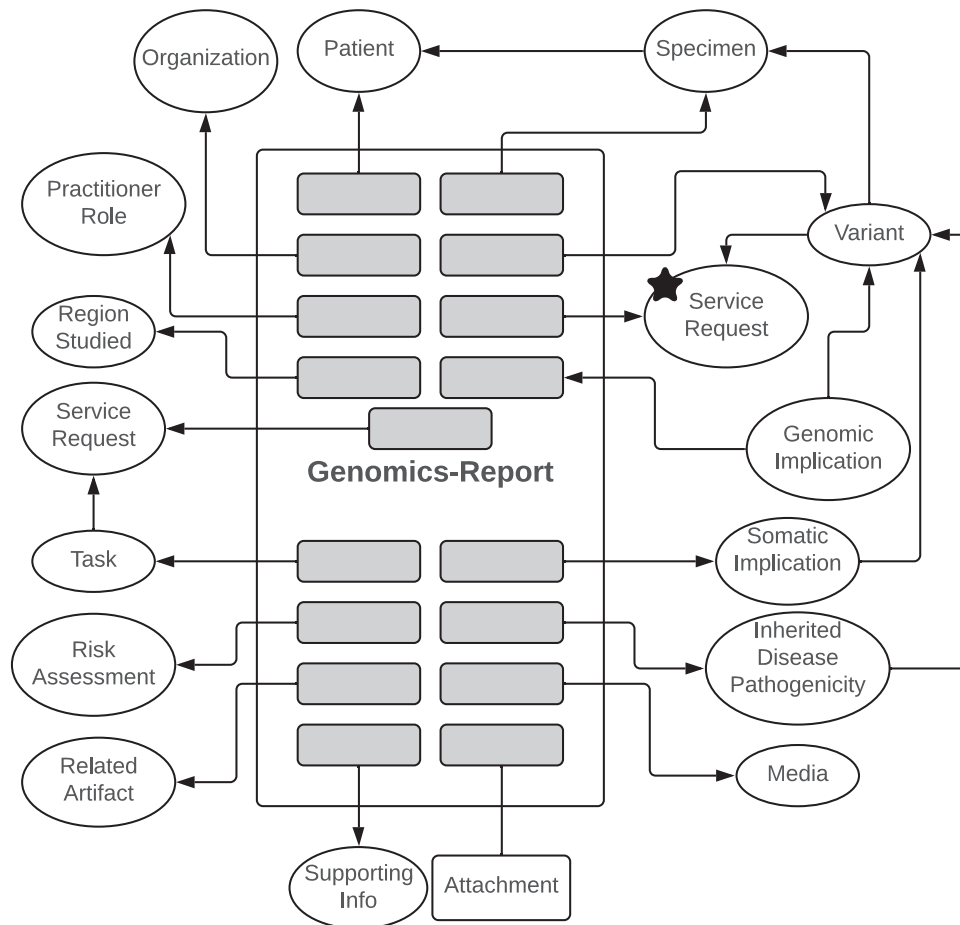 Organization
Patient
Specimen
Practitioner
Role
Variant
Region
Studied
Service
Request
Service
Request
Genomic
Implication
Genomics-Report
Task
Somatic
Implication
Risk
Assessment
Inherited
Disease
Pathogenicity
Related
Artifact
Media
Supporting
Info
Attachment